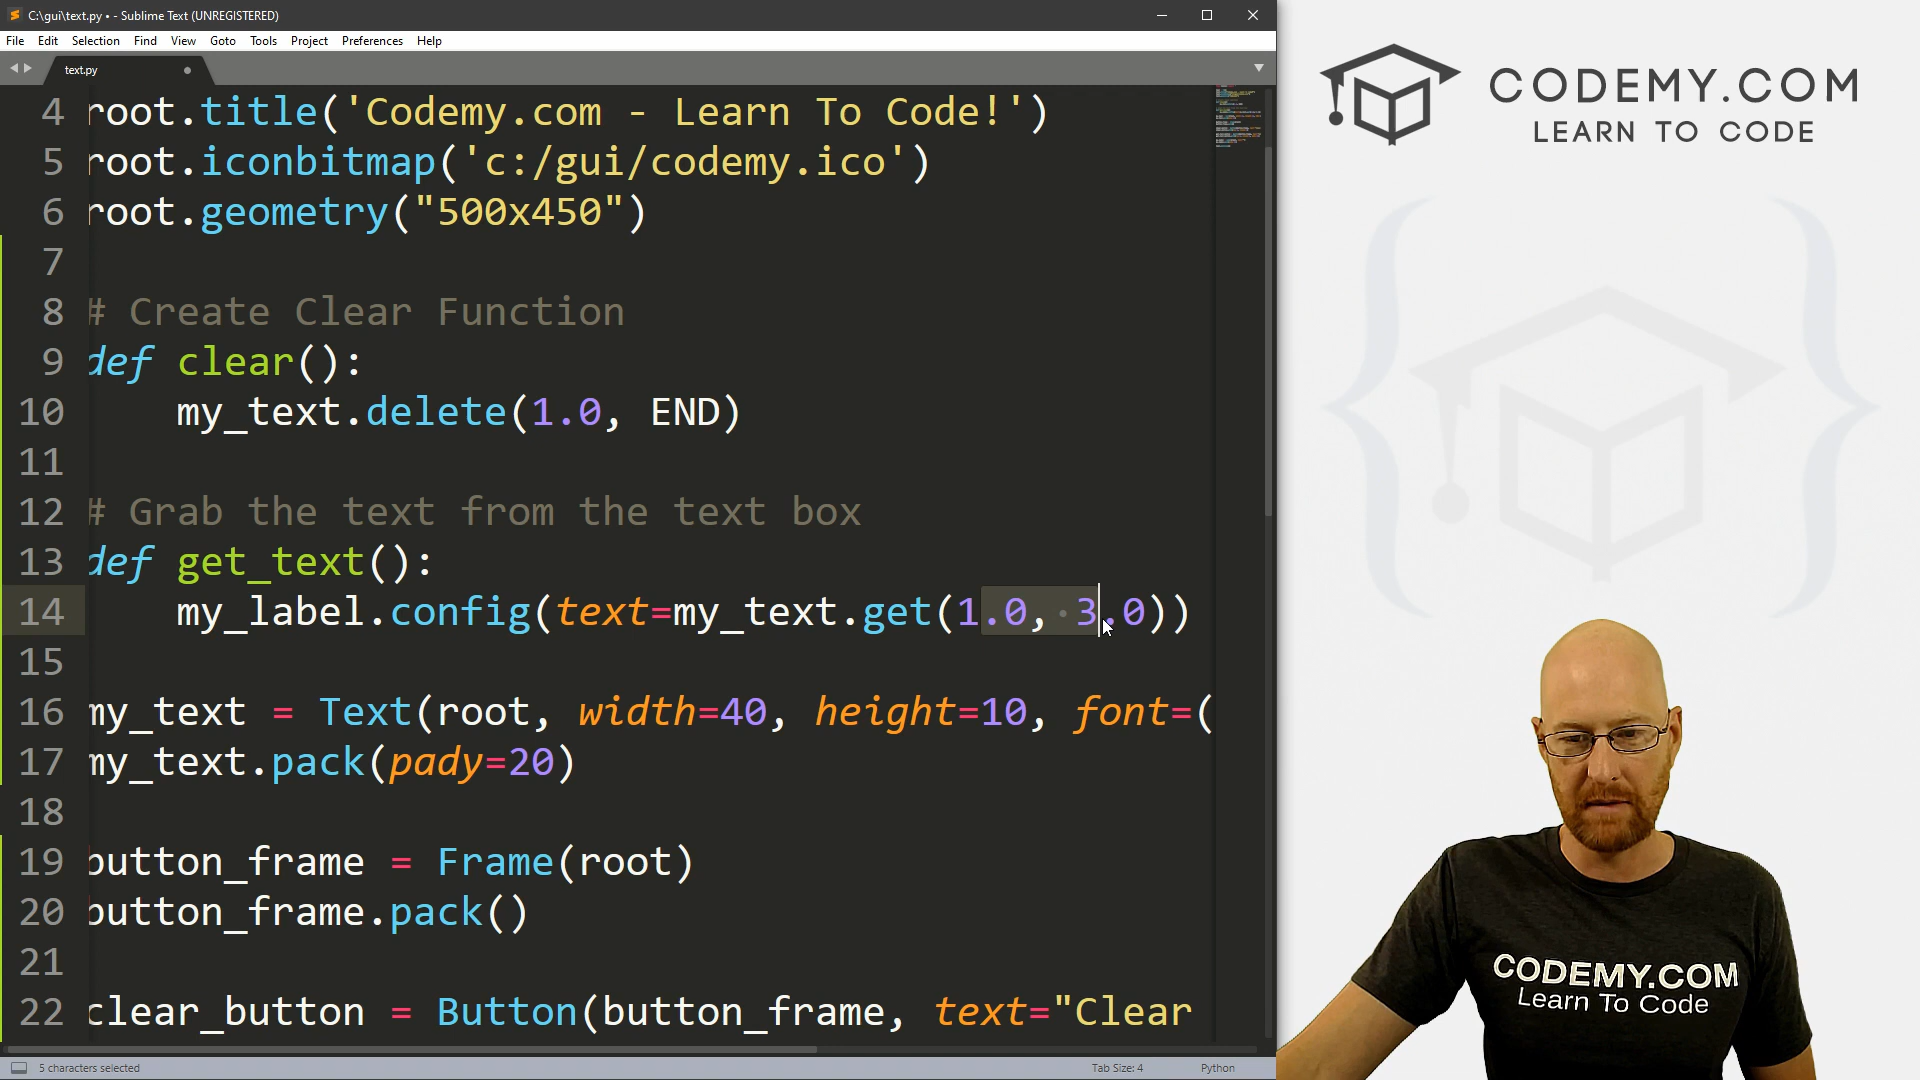 C:\gui\text.py • - Sublime Text (UNREGISTERED)
File Edit Selection Find View Goto Tools Project Preferences Help
text.py
4 root.title('Codemy.com - Learn To Code!')
5 root.iconbitmap('c:/gui/codemy.ico')
6 root.geometry("500x450")
7
8 # Create Clear Function
9 def clear():
10 my_text.delete(1.0, END)
11
12 # Grab the text from the text box
13 def get_text():
14 my_label.config(text=my_text.get(1.0, 3.0))
15
16 my_text = Text(root, width=40, height=10, font=(
17 my_text.pack(pady=20)
18
19 button_frame = Frame(root)
20 button_frame.pack()
21
22 clear_button = Button(button_frame, text="Clear
5 characters selected
Tab Size: 4
Python
CODEMY.COM
LEARN TO CODE
CODEMY.COM
Learn To Code